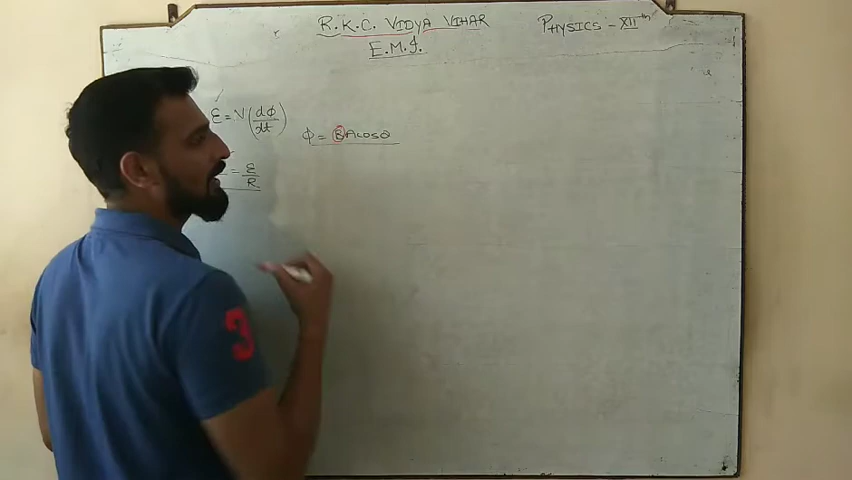 R.K.C. VIDYA VIHAR
PHYSICS - XIIth
E.M.I.
ε = N(dφ/dt)
φ = BAcosθ
= ε/R
3